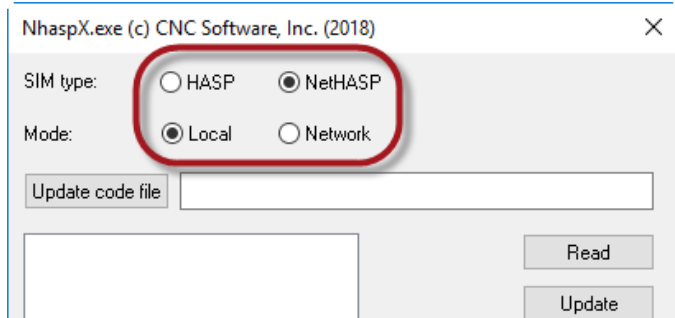 NhaspX.exe (c) CNC Software, Inc. (2018)
SIM type: HASP NetHASP
Mode: Local Network
Update code file
Read
Update